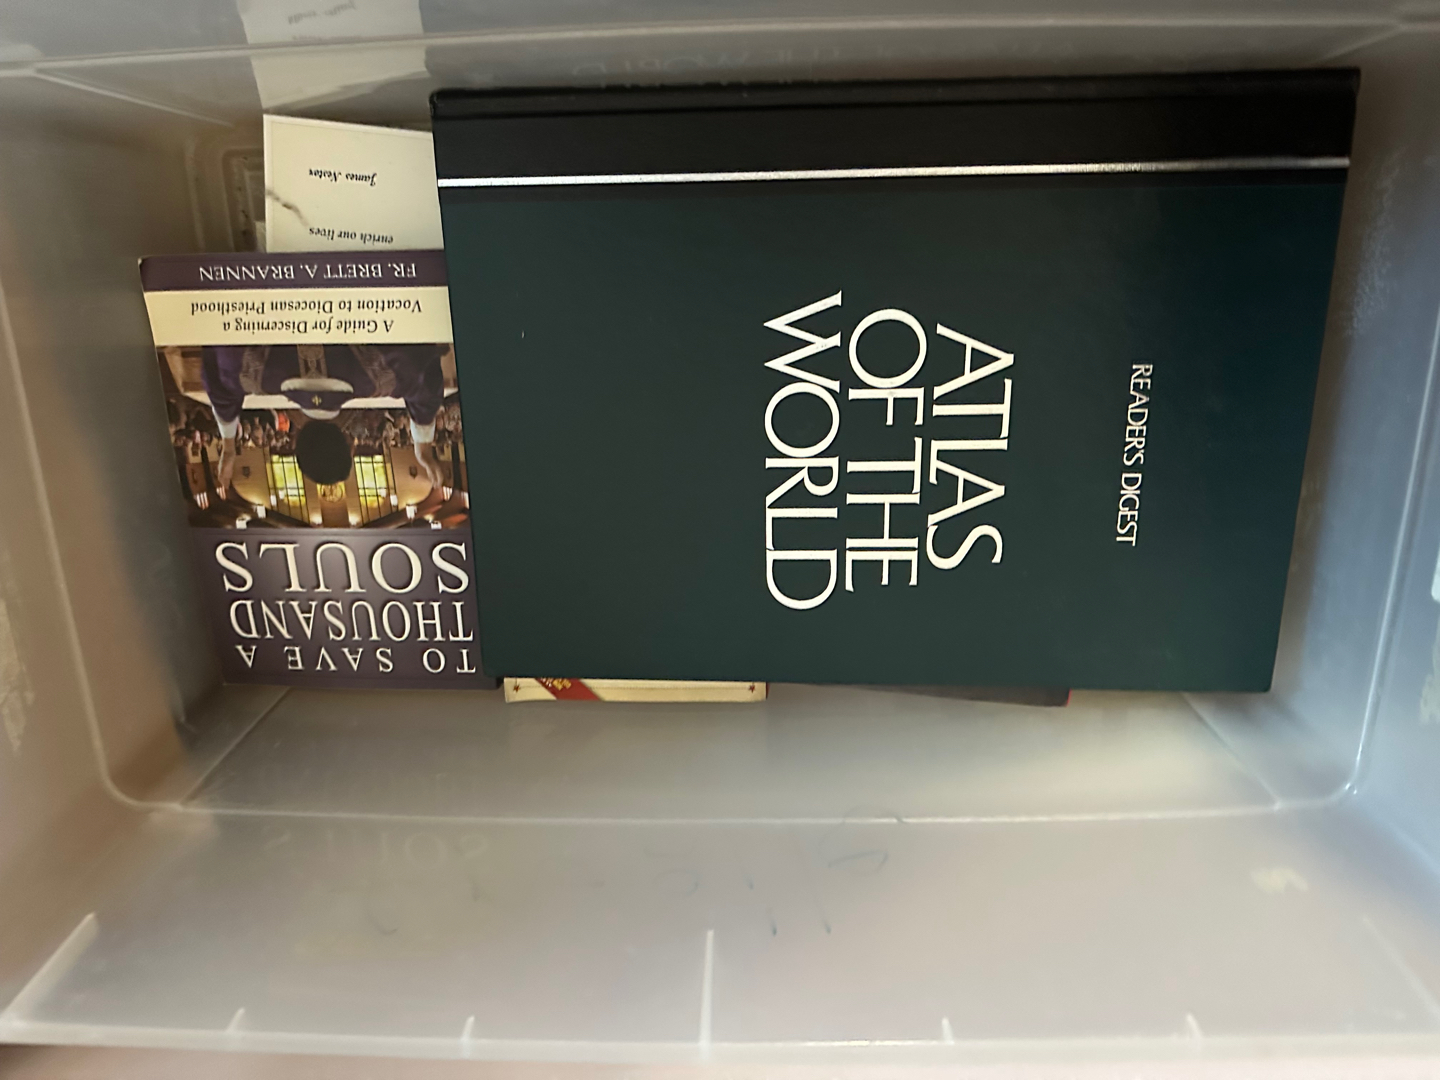 READER'S DIGEST
ATLAS
OF THE
WORLD
TO SAVE A
THOUSAND
SOULS
A Guide for Discerning a
Vocation to Diocesan Priesthood
FR. BRETT A. BRANNEN
enrich our lives
James Nestor